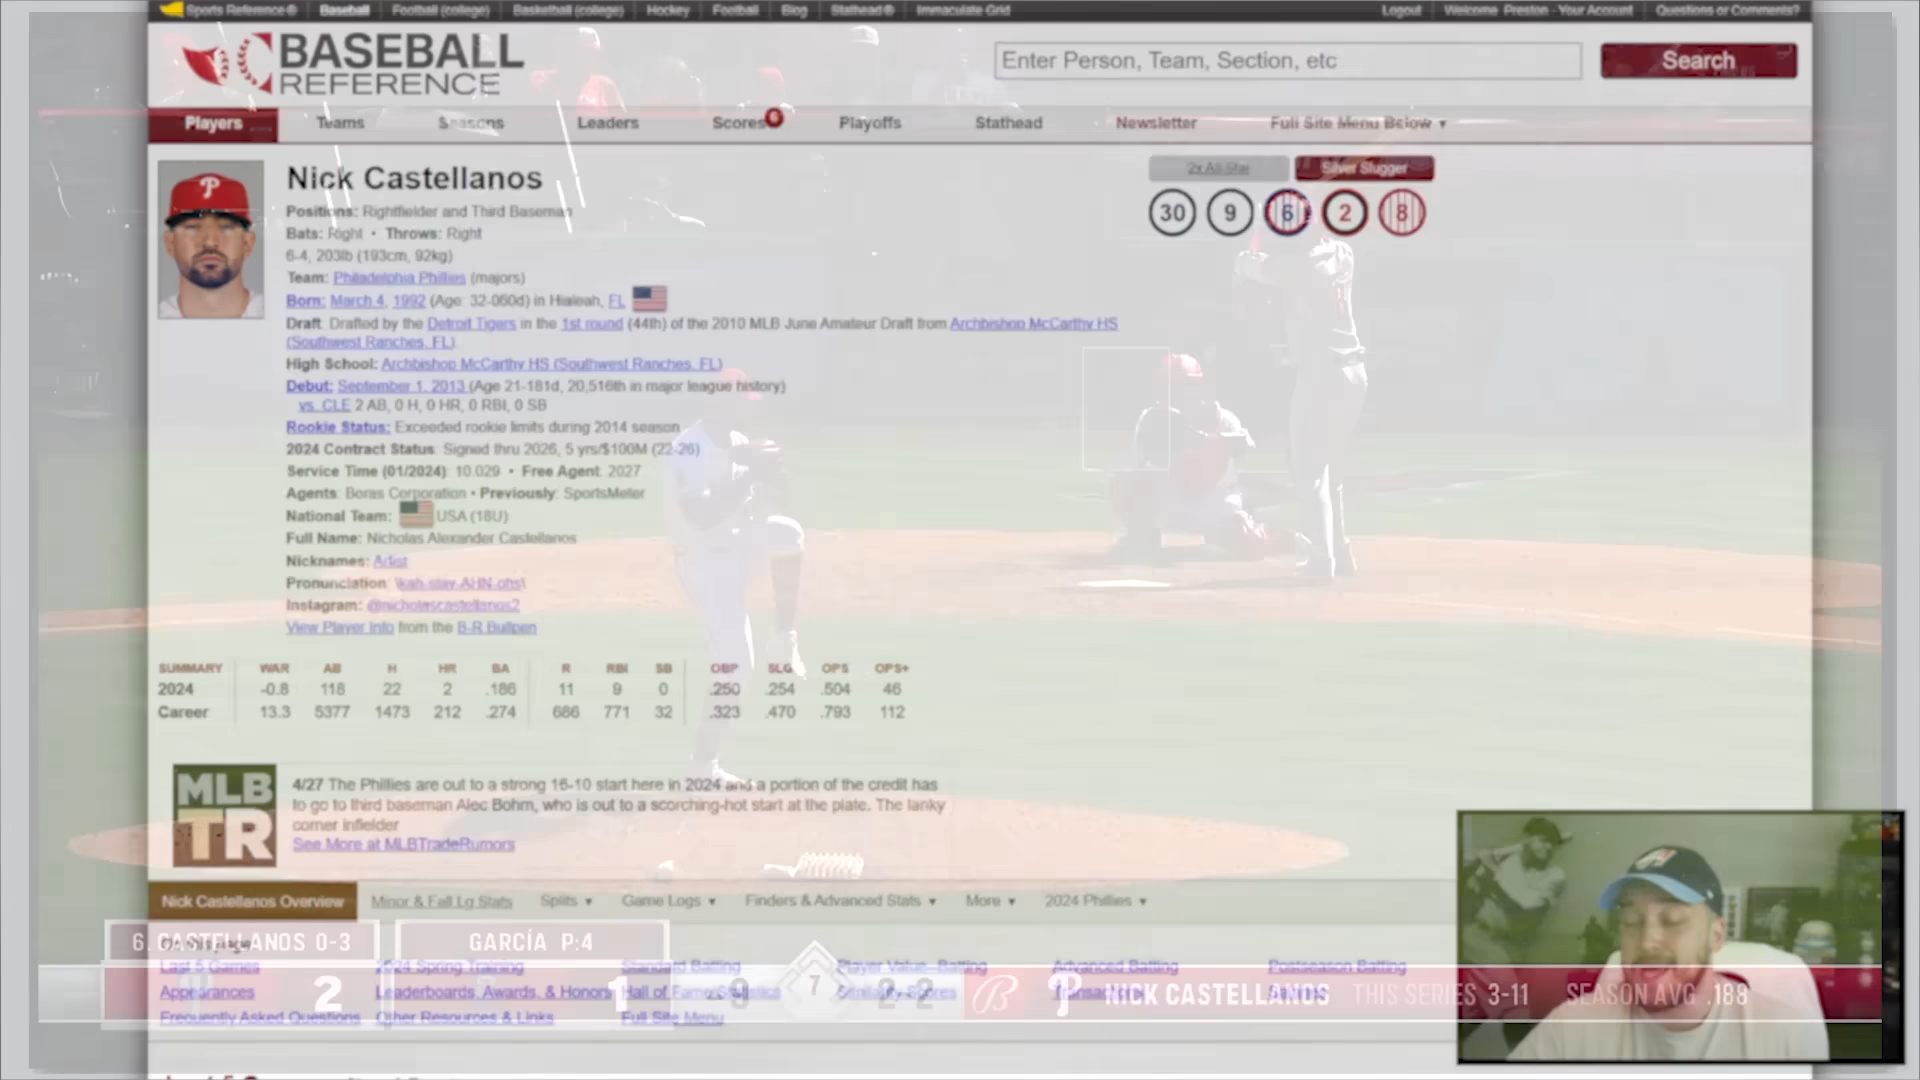 Sports Reference® Baseball Football (college) Basketball (college) Hockey Football Blog Stathead® Immaculate Grid Logout Welcome Preston · Your Account Questions or Comments?
BASEBALL
REFERENCE
Enter Person, Team, Section, etc
Search
Players Teams Seasons Leaders Scores 6 Playoffs Stathead Newsletter Full Site Menu Below ▼
Nick Castellanos
2x All-Star Silver Slugger
30 9 6 2 8
P
Positions: Rightfielder and Third Baseman
Bats: Right • Throws: Right
6-4, 203lb (193cm, 92kg)
Team: Philadelphia Phillies (majors)
Born: March 4, 1992 (Age: 32-060d) in Hialeah, FL
Draft: Drafted by the Detroit Tigers in the 1st round (44th) of the 2010 MLB June Amateur Draft from Archbishop McCarthy HS
(Southwest Ranches, FL).
High School: Archbishop McCarthy HS (Southwest Ranches, FL)
Debut: September 1, 2013 (Age 21-181d, 20,516th in major league history)
vs. CLE 2 AB, 0 H, 0 HR, 0 RBI, 0 SB
Rookie Status: Exceeded rookie limits during 2014 season
2024 Contract Status: Signed thru 2026, 5 yrs/$100M (22-26)
Service Time (01/2024): 10.029 • Free Agent: 2027
Agents: Boras Corporation • Previously: SportsMeter
National Team: USA (18U)
Full Name: Nicholas Alexander Castellanos
Nicknames: Artist
Pronunciation: \kah-stay-AHN-ohs\
Instagram: @nicholascastellanos2
View Player Info from the B-R Bullpen
SUMMARY WAR AB H HR BA R RBI SB OBP SLG OPS OPS+
2024 -0.8 118 22 2 .186 11 9 0 .250 .254 .504 46
Career 13.3 5377 1473 212 .274 686 771 32 .323 .470 .793 112
MLB
TR
4/27 The Phillies are out to a strong 16-10 start here in 2024 and a portion of the credit has
to go to third baseman Alec Bohm, who is out to a scorching-hot start at the plate. The lanky
corner infielder
See More at MLBTradeRumors
Nick Castellanos Overview Minor & Fall Lg Stats Splits ▼ Game Logs ▼ Finders & Advanced Stats ▼ More ▼ 2024 Phillies ▼
6. CASTELLANOS 0-3 GARCÍA P:4
Last 5 Games 2024 Spring Training Standard Batting Player Value--Batting Advanced Batting Postseason Batting
Appearances Leaderboards, Awards, & Honors Hall of Fame Statistics Similarity Scores Transactions
2 1 7 2-2 P NICK CASTELLANOS THIS SERIES 3-11 SEASON AVG .188
Frequently Asked Questions Other Resources & Links Full Site Menu